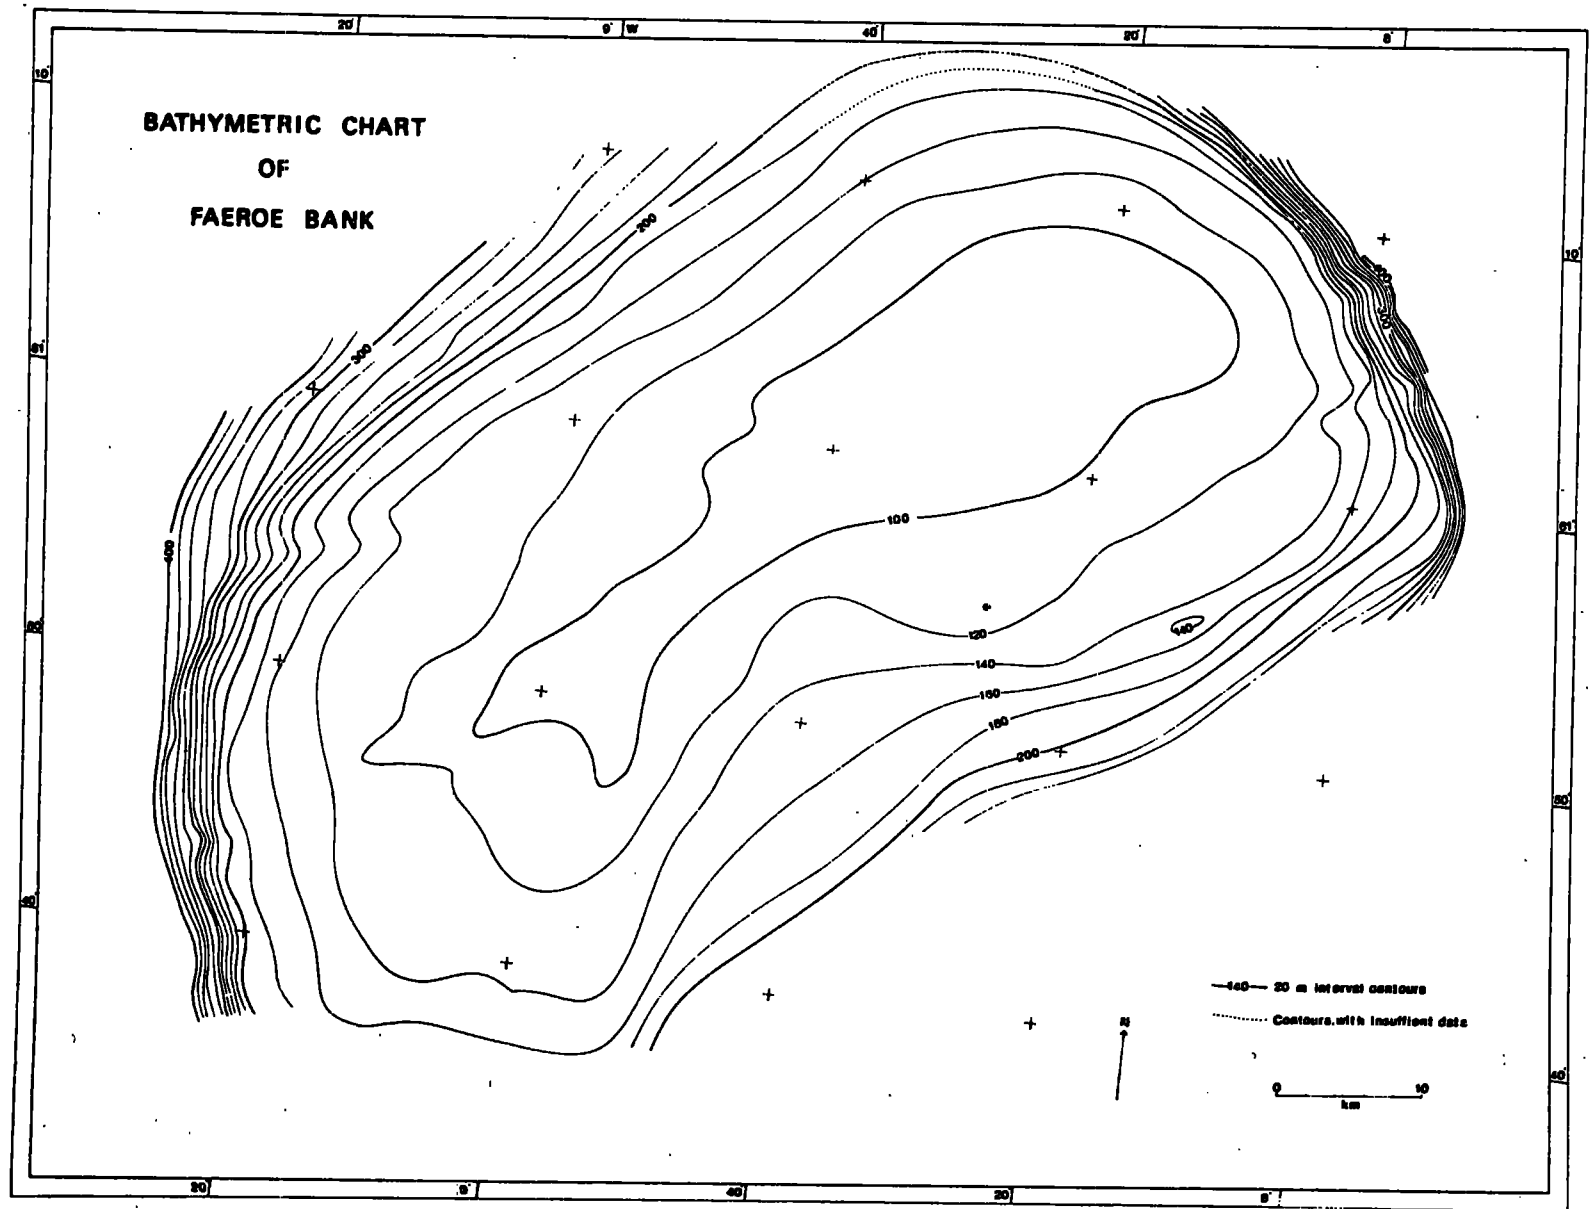 20' 9° W 40' 20' 8°
10'
BATHYMETRIC CHART
OF
FAEROE BANK
200
10'
300
300
61°
100
61°
400
50'
120
140
140
160
180
200
50'
40'
—140— 20 m interval contours
Contours with insuffient data
N
40'
0 10
km
20' 9° 40' 20' 8°